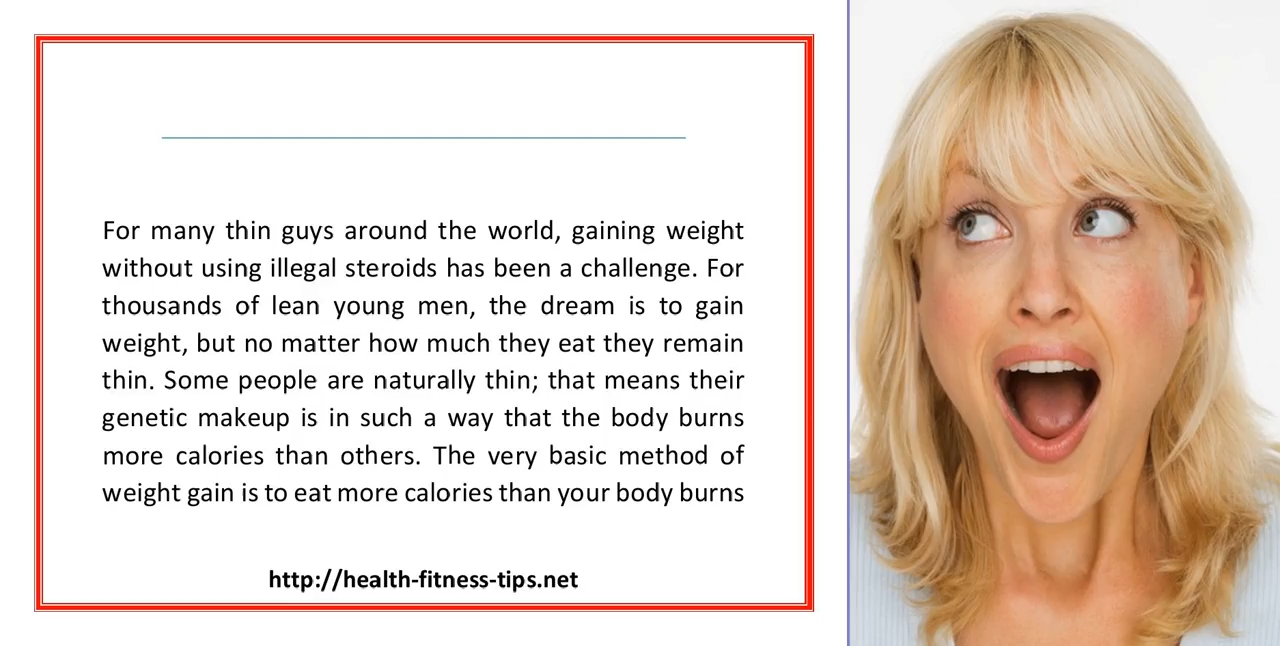 For many thin guys around the world, gaining weight
without using illegal steroids has been a challenge. For
thousands of lean young men, the dream is to gain
weight, but no matter how much they eat they remain
thin. Some people are naturally thin; that means their
genetic makeup is in such a way that the body burns
more calories than others. The very basic method of
weight gain is to eat more calories than your body burns
http://health-fitness-tips.net